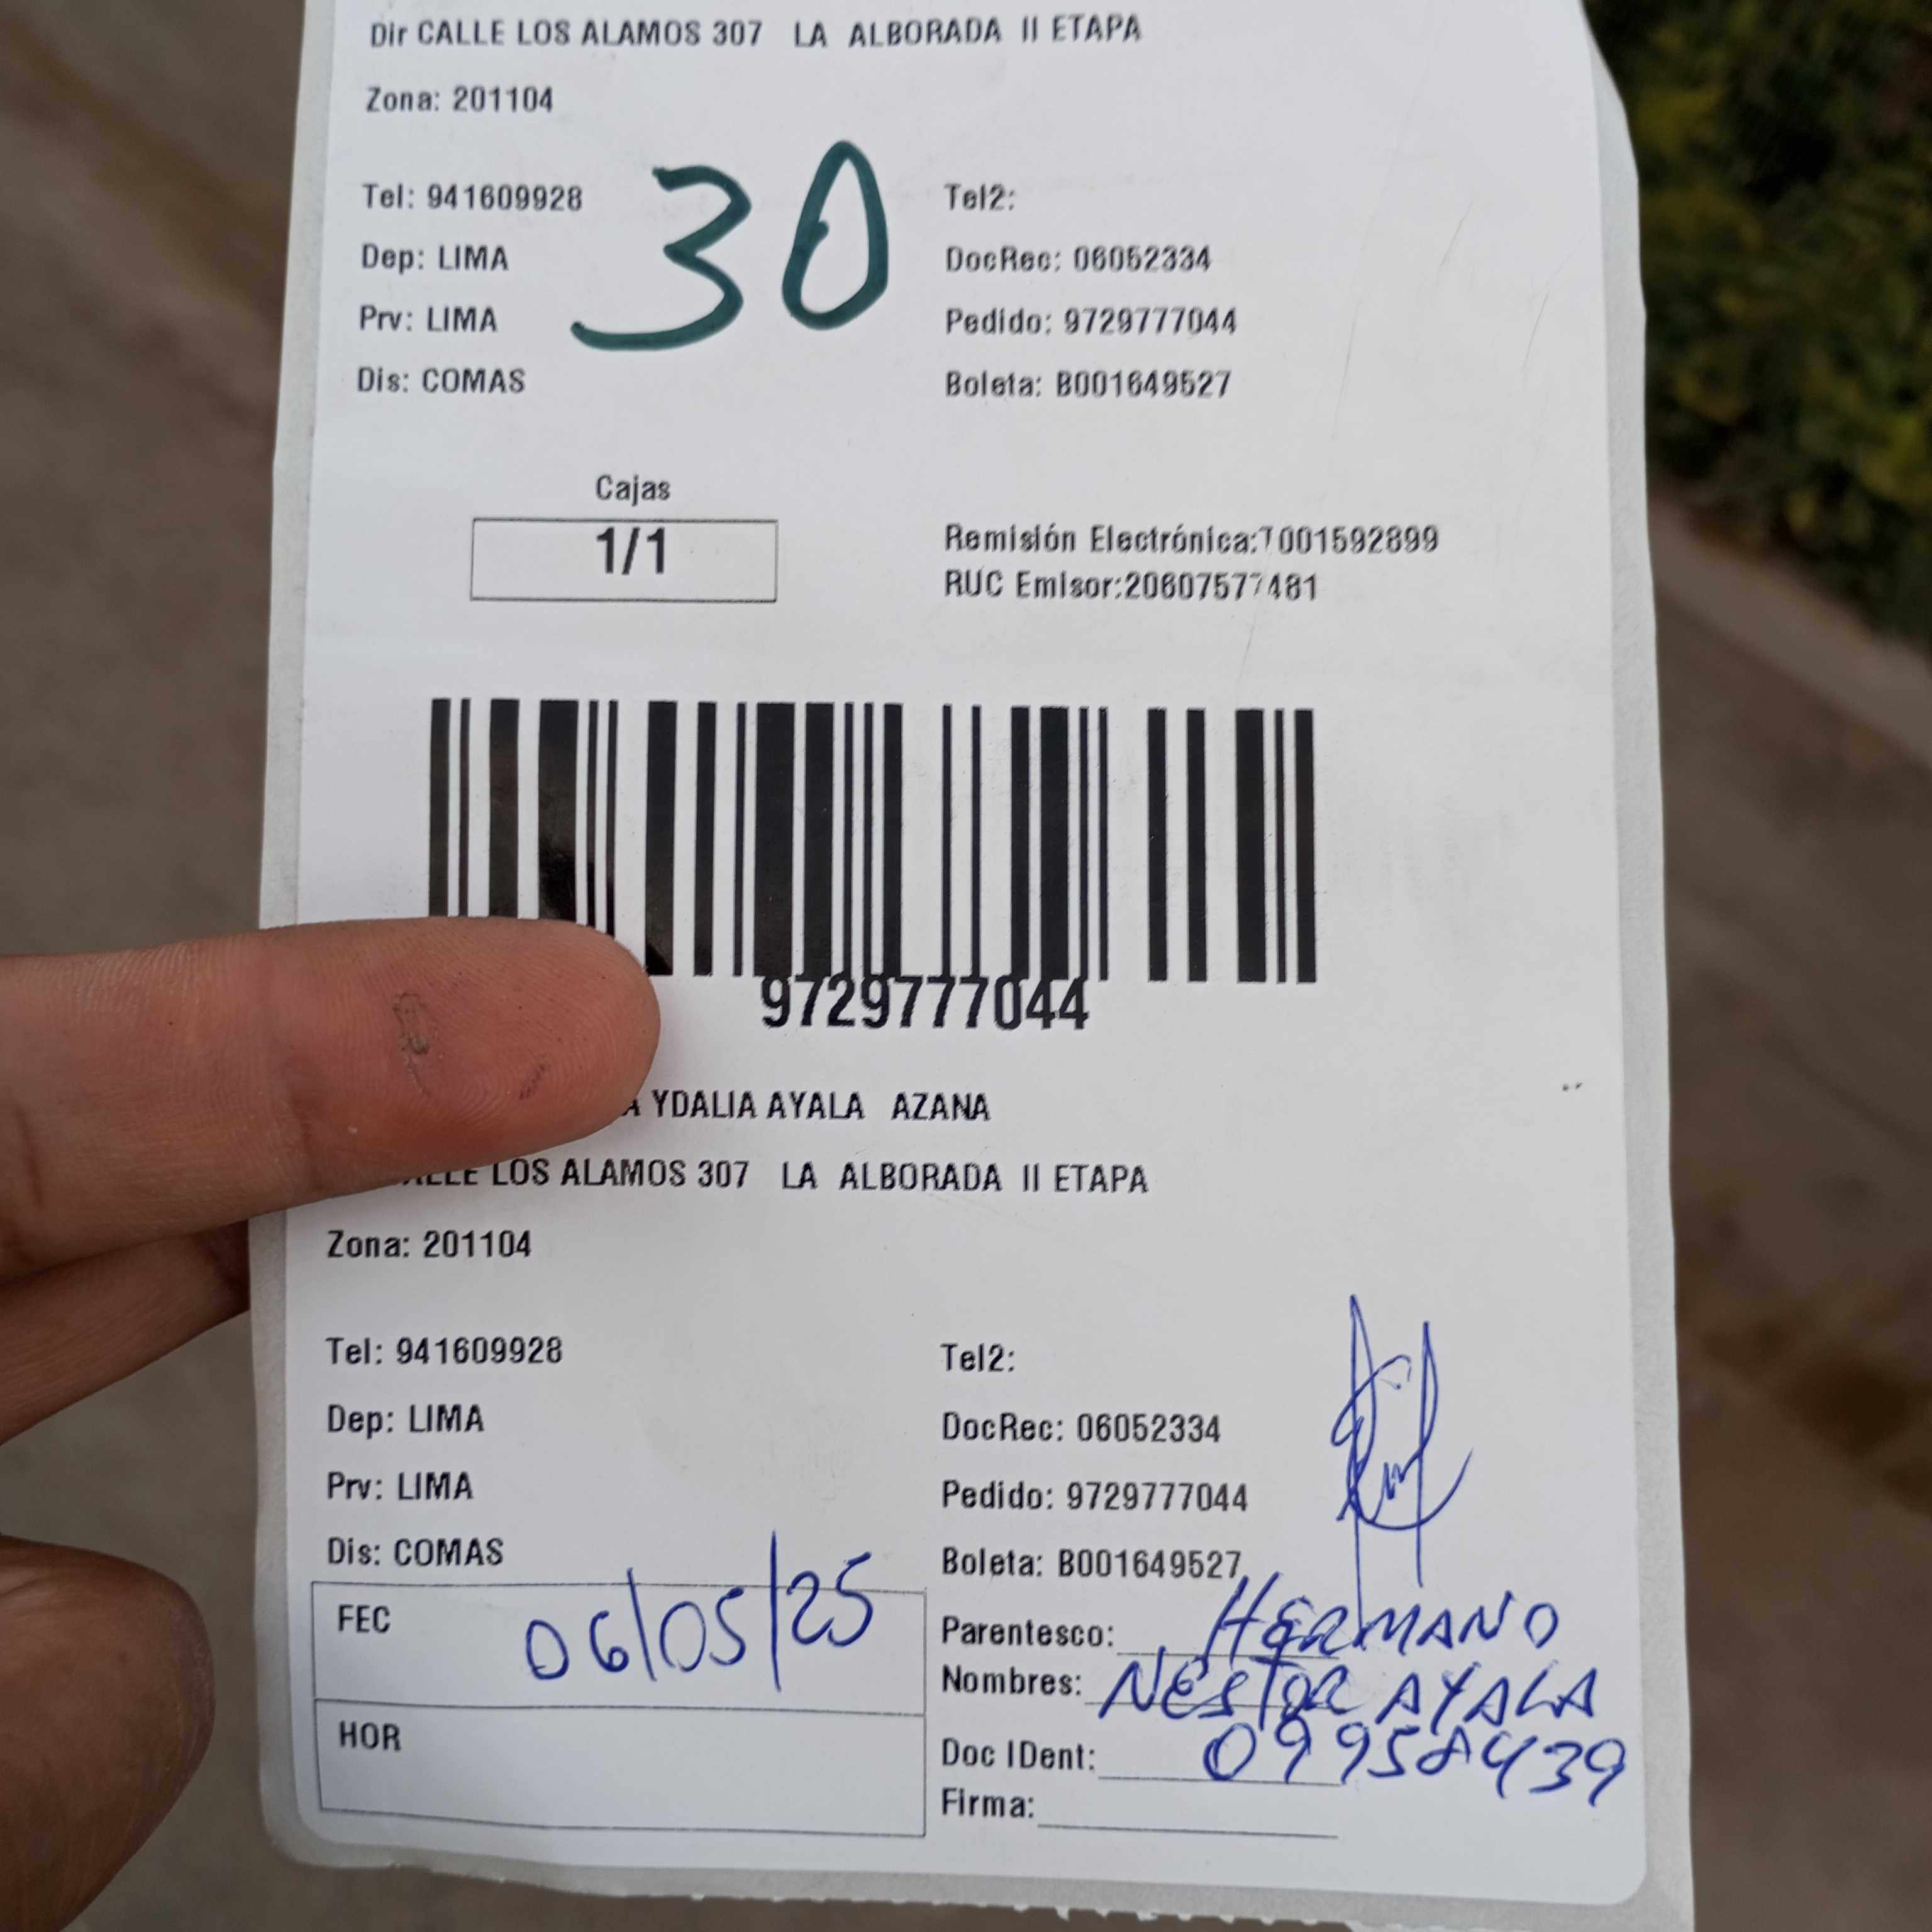 Dir CALLE LOS ALAMOS 307 LA ALBORADA II ETAPA
Zona: 201104
30
Tel: 941609928 Tel2:
Dep: LIMA DocRec: 06052334
Prv: LIMA Pedido: 9729777044
Dis: COMAS Boleta: B001649527
Cajas
1/1
Remisión Electrónica:T001592899
RUC Emisor:20607577481
9729777044
YDALIA AYALA AZANA
LOS ALAMOS 307 LA ALBORADA II ETAPA
Zona: 201104
Tel: 941609928 Tel2:
Dep: LIMA DocRec: 06052334
Prv: LIMA Pedido: 9729777044
Dis: COMAS Boleta: B001649527
FEC 06/05/25
Parentesco: HERMANO
Nombres: NESTOR AYALA
HOR
Doc IDent: 09958439
Firma: